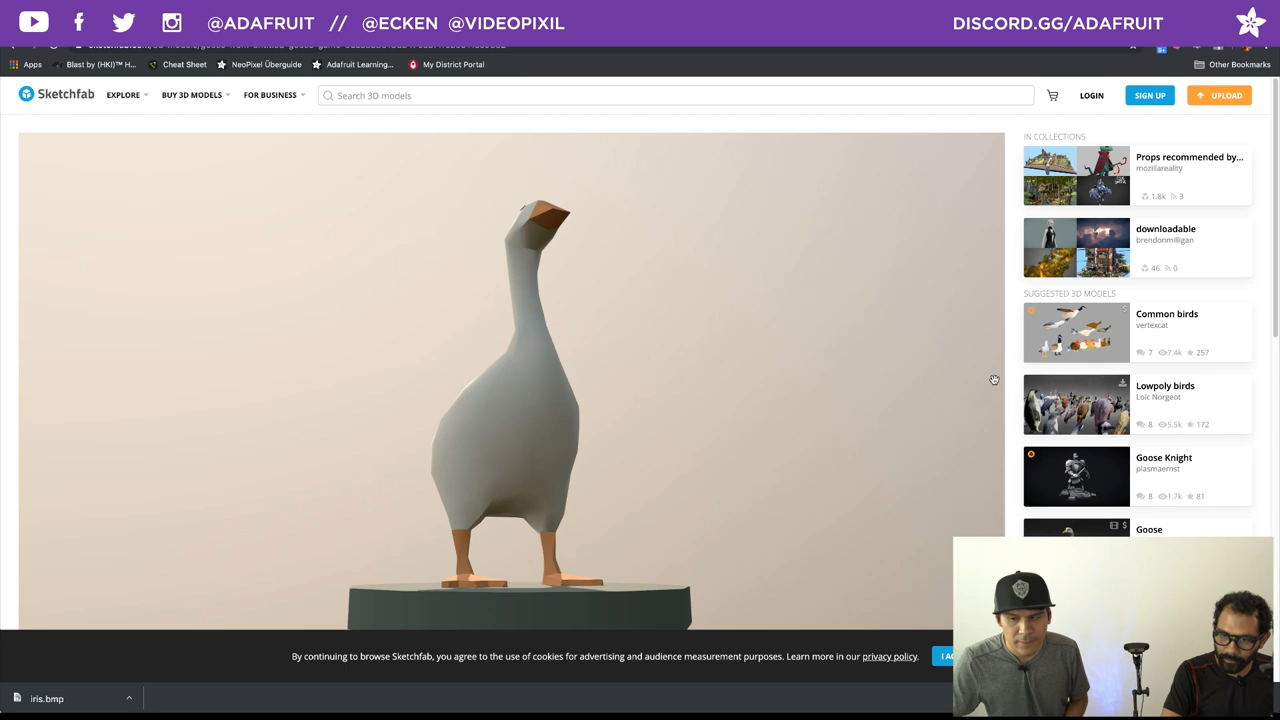 @ADAFRUIT // @ECKEN @VIDEOPIXIL
DISCORD.GG/ADAFRUIT
Apps
Blast by (HKI)™ H...
Cheat Sheet
NeoPixel Überguide
Adafruit Learning...
My District Portal
Other Bookmarks
Sketchfab
EXPLORE
BUY 3D MODELS
FOR BUSINESS
Search 3D models
LOGIN
SIGN UP
UPLOAD
IN COLLECTIONS
Props recommended by...
mozillareality
1.8k 3
downloadable
brendonmilligan
46 0
SUGGESTED 3D MODELS
Common birds
vertexcat
7 7.4k 257
Lowpoly birds
Loïc Norgeot
8 5.5k 172
Goose Knight
plasmaernst
8 1.7k 81
Goose
By continuing to browse Sketchfab, you agree to the use of cookies for advertising and audience measurement purposes. Learn more in our privacy policy.
iris.bmp